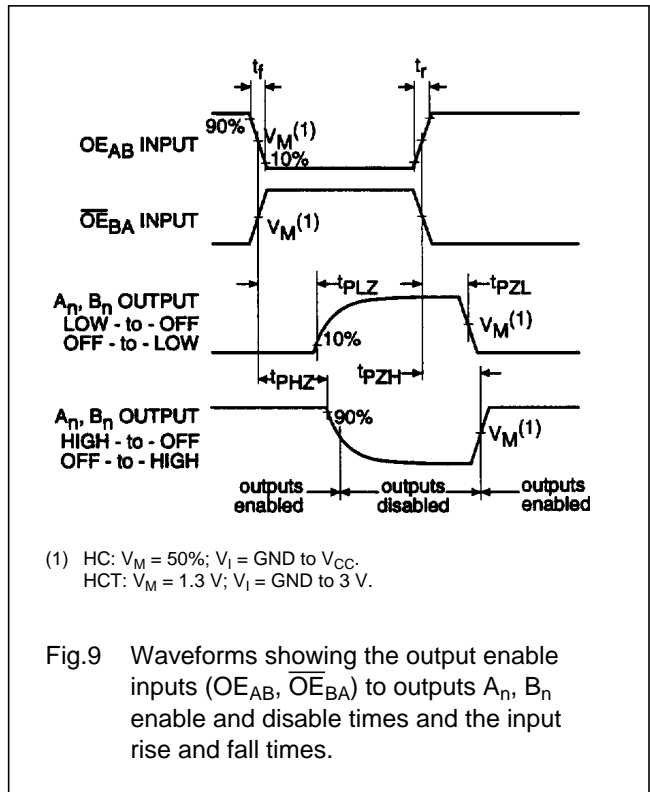 tf
tr
90%
VM(1)
10%
OEAB INPUT
OEBA INPUT
VM(1)
tPLZ
tPZL
An, Bn OUTPUT
LOW - to - OFF
OFF - to - LOW
VM(1)
10%
tPHZ
tPZH
An, Bn OUTPUT
HIGH - to - OFF
OFF - to - HIGH
90%
VM(1)
outputs enabled
outputs disabled
outputs enabled
(1) HC: VM = 50%; VI = GND to VCC.
HCT: VM = 1.3 V; VI = GND to 3 V.
Fig.9 Waveforms showing the output enable
inputs (OEAB, OEBA) to outputs An, Bn
enable and disable times and the input
rise and fall times.